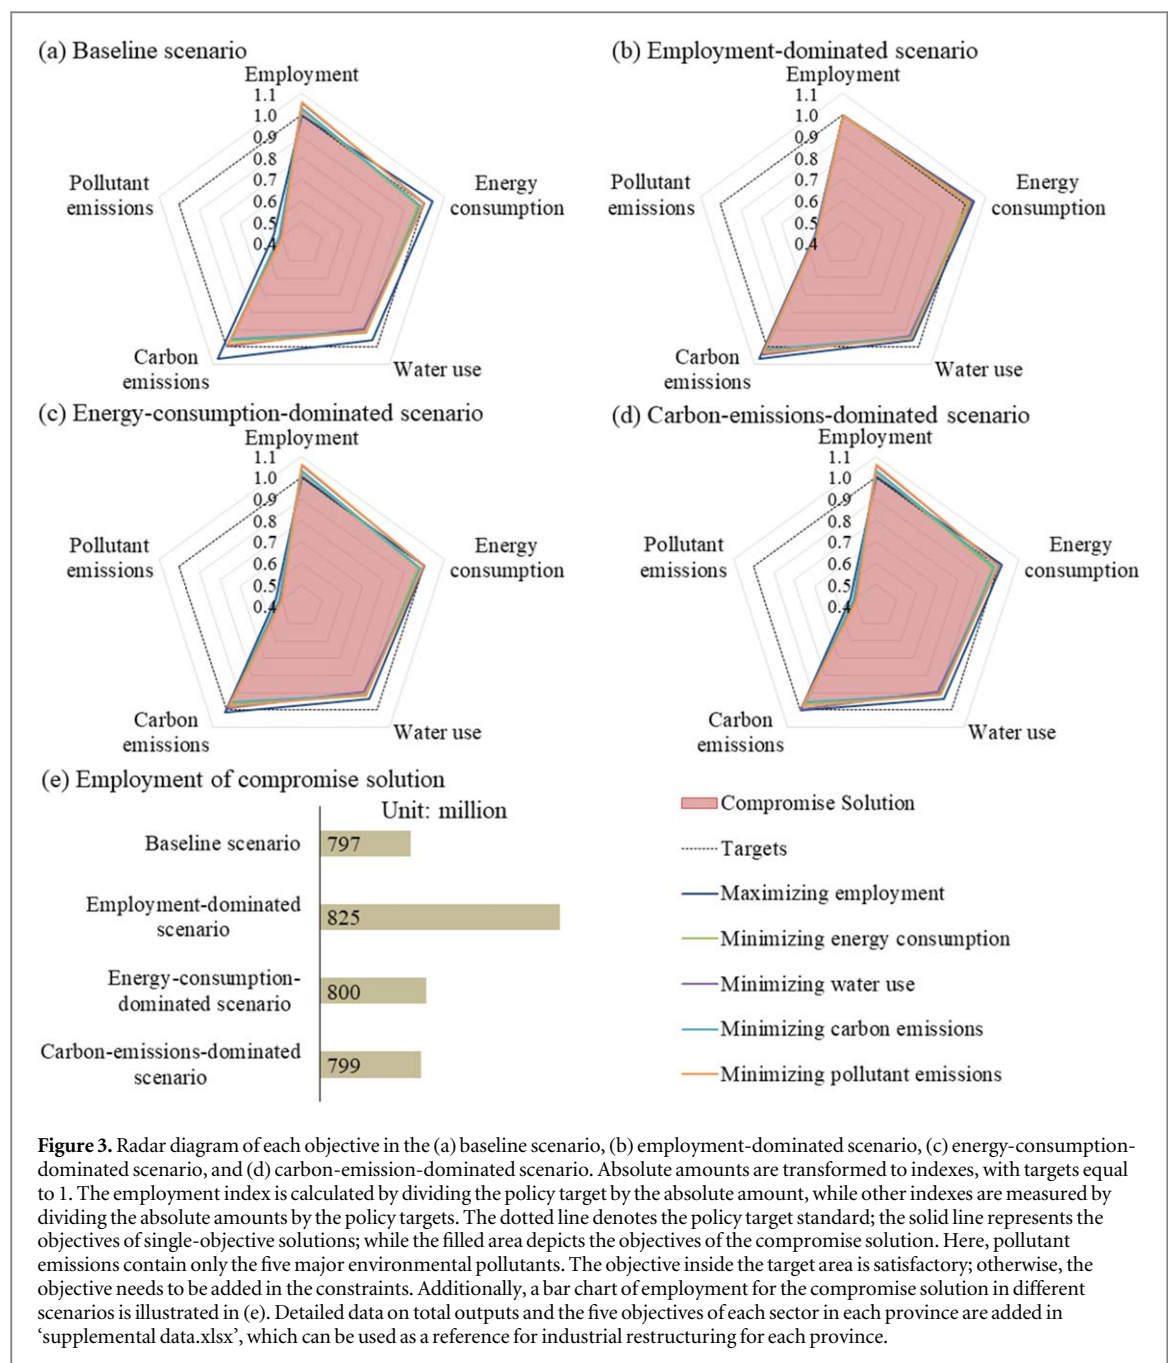 (a) Baseline scenario
Employment
1.1
1.0
0.9
0.8
0.7
0.6
0.5
0.4
Pollutant
emissions
Energy
consumption
Carbon
emissions
Water use
(b) Employment-dominated scenario
Employment
1.1
1.0
0.9
0.8
0.7
0.6
0.5
0.4
Pollutant
emissions
Energy
consumption
Carbon
emissions
Water use
(c) Energy-consumption-dominated scenario
Employment
1.1
1.0
0.9
0.8
0.7
0.6
0.5
0.4
Pollutant
emissions
Energy
consumption
Carbon
emissions
Water use
(d) Carbon-emissions-dominated scenario
Employment
1.1
1.0
0.9
0.8
0.7
0.6
0.5
0.4
Pollutant
emissions
Energy
consumption
Carbon
emissions
Water use
(e) Employment of compromise solution
Unit: million
Baseline scenario
797
Employment-dominated
scenario
825
Energy-consumption-
dominated scenario
800
Carbon-emissions-dominated
scenario
799
Compromise Solution
Targets
Maximizing employment
Minimizing energy consumption
Minimizing water use
Minimizing carbon emissions
Minimizing pollutant emissions
Figure 3. Radar diagram of each objective in the (a) baseline scenario, (b) employment-dominated scenario, (c) energy-consumption-
dominated scenario, and (d) carbon-emission-dominated scenario. Absolute amounts are transformed to indexes, with targets equal
to 1. The employment index is calculated by dividing the policy target by the absolute amount, while other indexes are measured by
dividing the absolute amounts by the policy targets. The dotted line denotes the policy target standard; the solid line represents the
objectives of single-objective solutions; while the filled area depicts the objectives of the compromise solution. Here, pollutant
emissions contain only the five major environmental pollutants. The objective inside the target area is satisfactory; otherwise, the
objective needs to be added in the constraints. Additionally, a bar chart of employment for the compromise solution in different
scenarios is illustrated in (e). Detailed data on total outputs and the five objectives of each sector in each province are added in
‘supplemental data.xlsx’, which can be used as a reference for industrial restructuring for each province.